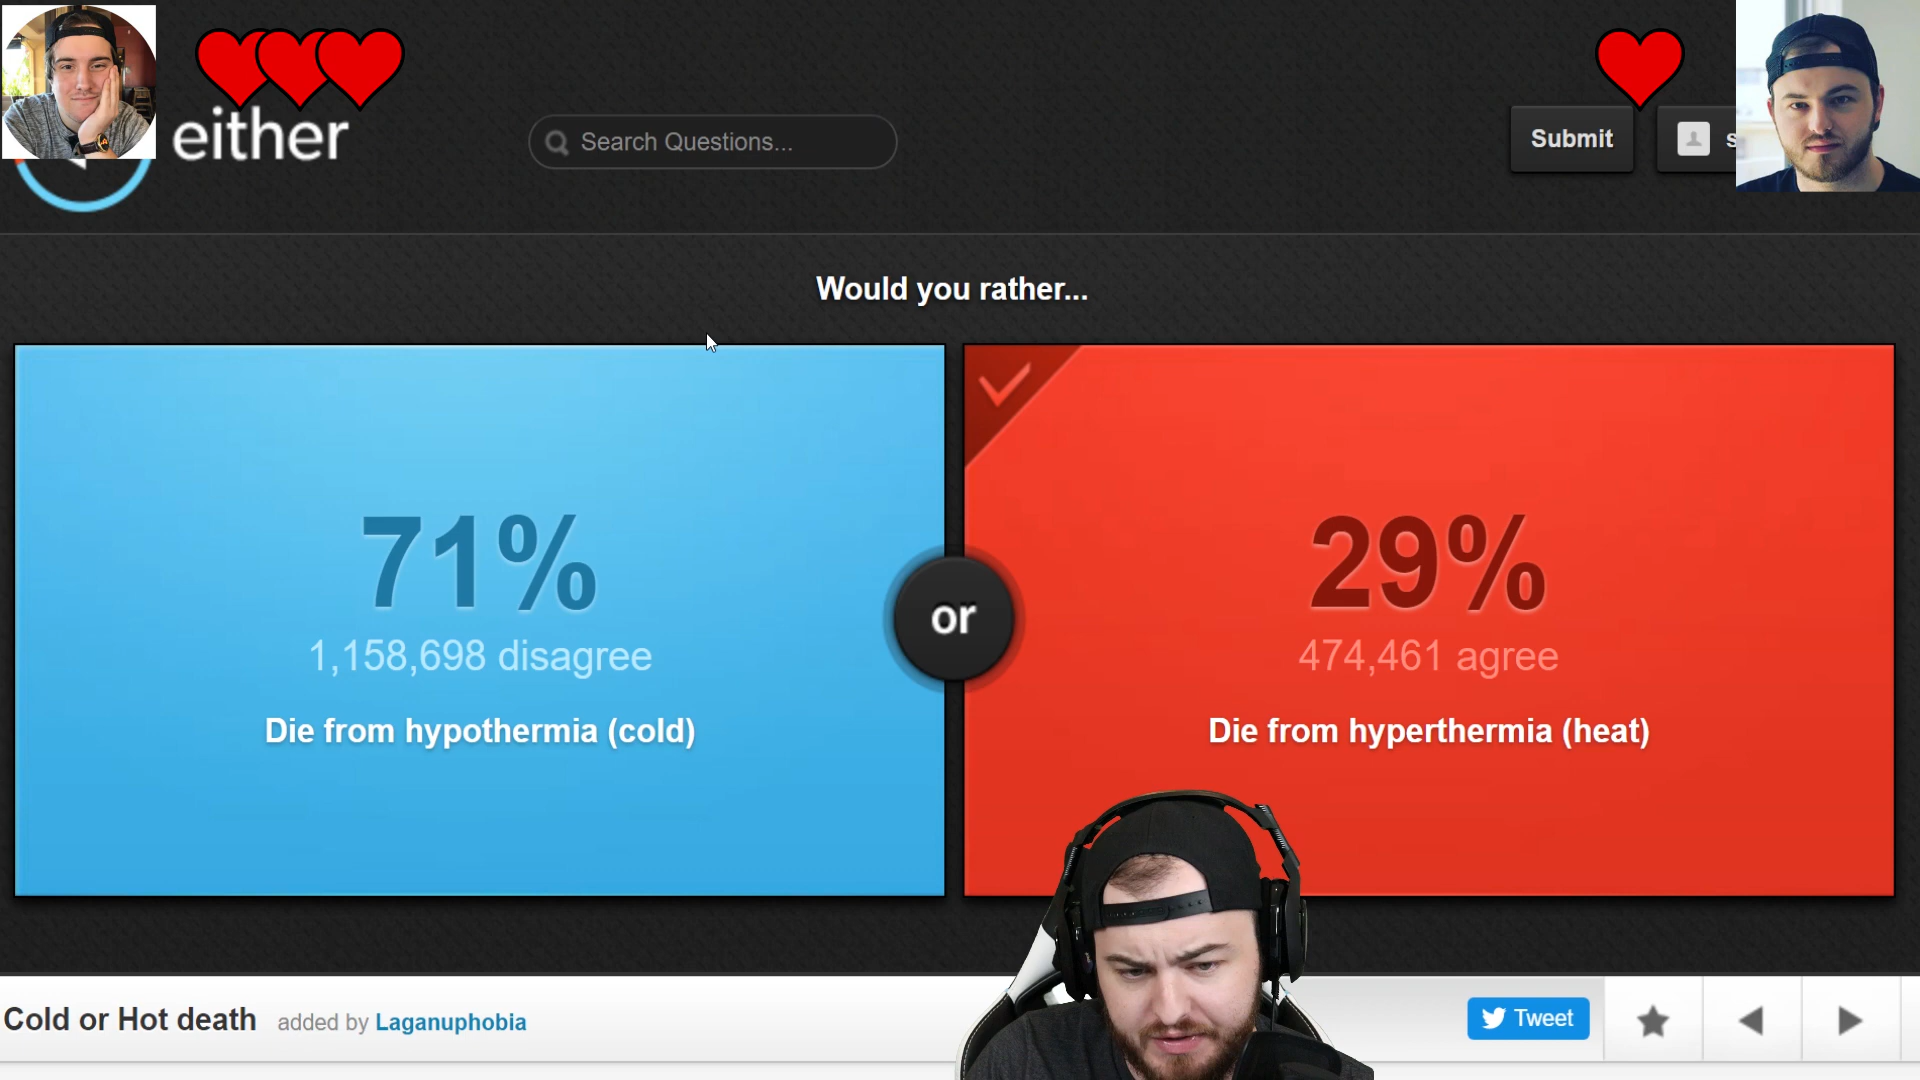 either
Search Questions...
Submit
Would you rather...
71%
1,158,698 disagree
Die from hypothermia (cold)
or
29%
474,461 agree
Die from hyperthermia (heat)
Cold or Hot death added by Laganuphobia
Tweet